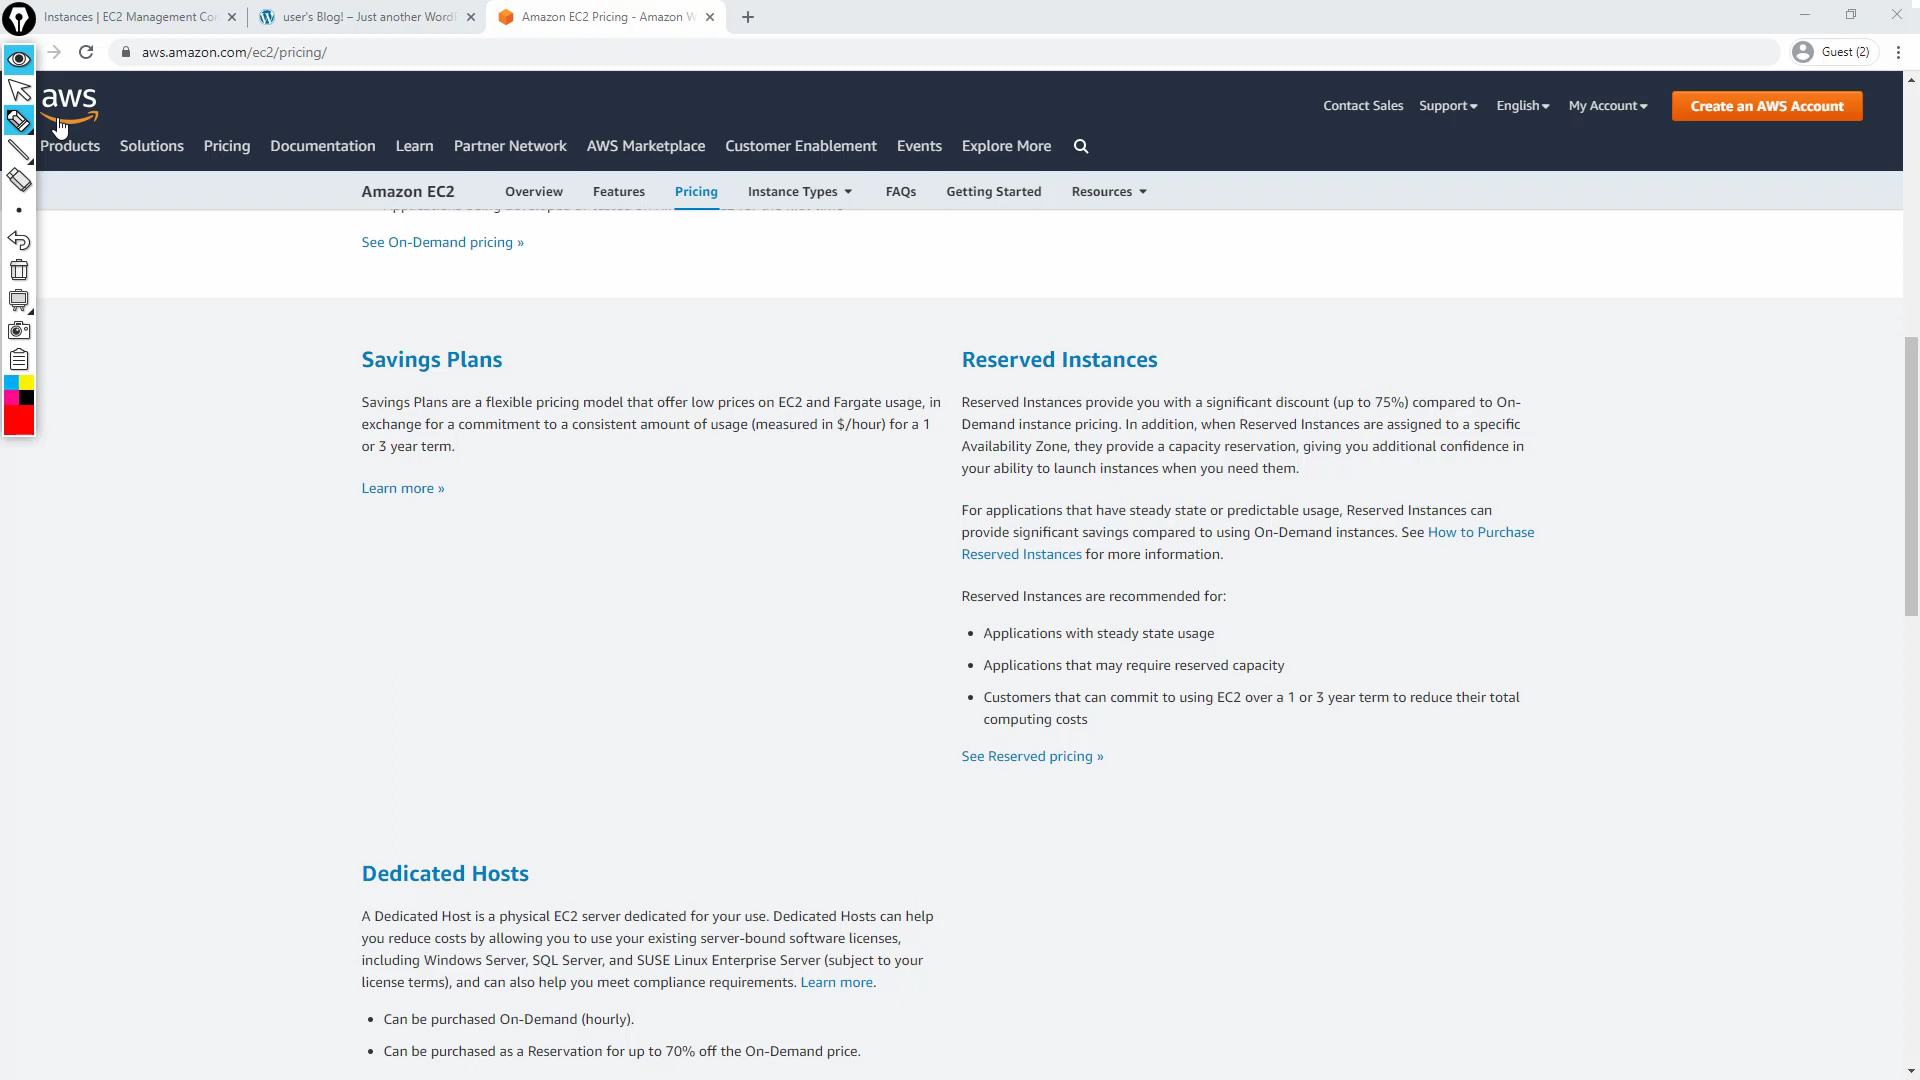 Instances | EC2 Management Con
user's Blog! – Just another Word
Amazon EC2 Pricing - Amazon W
aws.amazon.com/ec2/pricing/
Guest (2)
aws
Contact Sales
Support
English
My Account
Create an AWS Account
Products
Solutions
Pricing
Documentation
Learn
Partner Network
AWS Marketplace
Customer Enablement
Events
Explore More
Amazon EC2
Overview
Features
Pricing
Instance Types
FAQs
Getting Started
Resources
See On-Demand pricing »
Savings Plans
Savings Plans are a flexible pricing model that offer low prices on EC2 and Fargate usage, in
exchange for a commitment to a consistent amount of usage (measured in $/hour) for a 1
or 3 year term.
Learn more »
Reserved Instances
Reserved Instances provide you with a significant discount (up to 75%) compared to On-
Demand instance pricing. In addition, when Reserved Instances are assigned to a specific
Availability Zone, they provide a capacity reservation, giving you additional confidence in
your ability to launch instances when you need them.
For applications that have steady state or predictable usage, Reserved Instances can
provide significant savings compared to using On-Demand instances. See How to Purchase
Reserved Instances for more information.
Reserved Instances are recommended for:
• Applications with steady state usage
• Applications that may require reserved capacity
• Customers that can commit to using EC2 over a 1 or 3 year term to reduce their total
computing costs
See Reserved pricing »
Dedicated Hosts
A Dedicated Host is a physical EC2 server dedicated for your use. Dedicated Hosts can help
you reduce costs by allowing you to use your existing server-bound software licenses,
including Windows Server, SQL Server, and SUSE Linux Enterprise Server (subject to your
license terms), and can also help you meet compliance requirements. Learn more.
• Can be purchased On-Demand (hourly).
• Can be purchased as a Reservation for up to 70% off the On-Demand price.